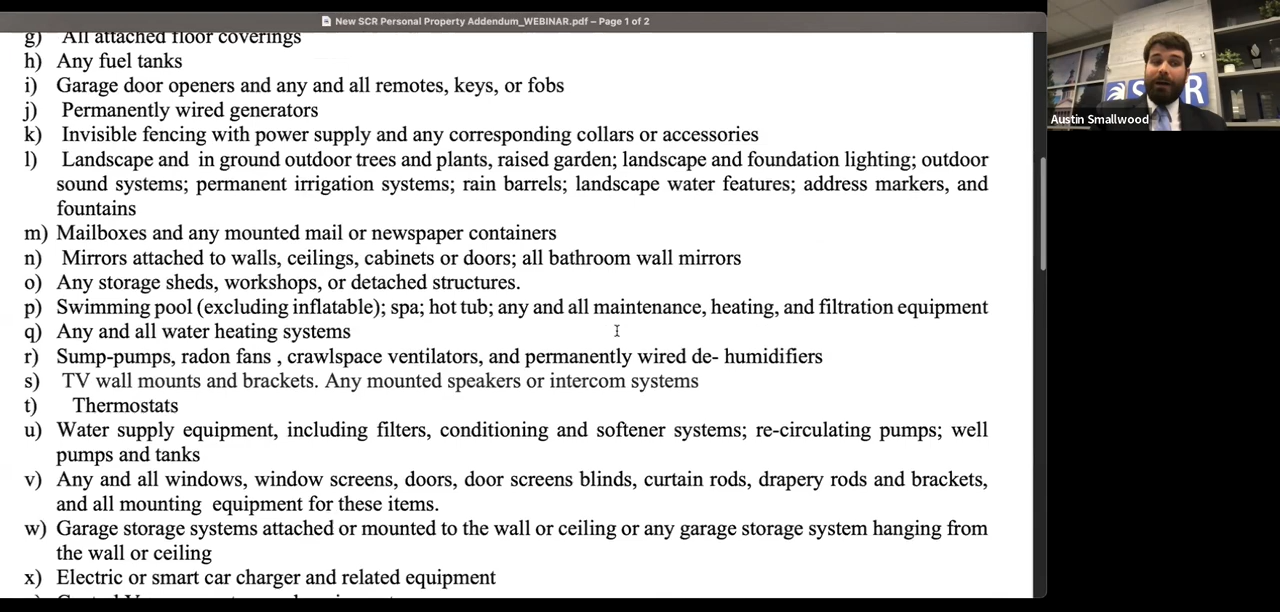 New SCR Personal Property Addendum_WEBINAR.pdf – Page 1 of 2
g) All attached floor coverings
h) Any fuel tanks
i) Garage door openers and any and all remotes, keys, or fobs
j) Permanently wired generators
k) Invisible fencing with power supply and any corresponding collars or accessories
l) Landscape and in ground outdoor trees and plants, raised garden; landscape and foundation lighting; outdoor
sound systems; permanent irrigation systems; rain barrels; landscape water features; address markers, and
fountains
m) Mailboxes and any mounted mail or newspaper containers
n) Mirrors attached to walls, ceilings, cabinets or doors; all bathroom wall mirrors
o) Any storage sheds, workshops, or detached structures.
p) Swimming pool (excluding inflatable); spa; hot tub; any and all maintenance, heating, and filtration equipment
q) Any and all water heating systems
r) Sump-pumps, radon fans , crawlspace ventilators, and permanently wired de- humidifiers
s) TV wall mounts and brackets. Any mounted speakers or intercom systems
t) Thermostats
u) Water supply equipment, including filters, conditioning and softener systems; re-circulating pumps; well
pumps and tanks
v) Any and all windows, window screens, doors, door screens blinds, curtain rods, drapery rods and brackets,
and all mounting equipment for these items.
w) Garage storage systems attached or mounted to the wall or ceiling or any garage storage system hanging from
the wall or ceiling
x) Electric or smart car charger and related equipment
Austin Smallwood